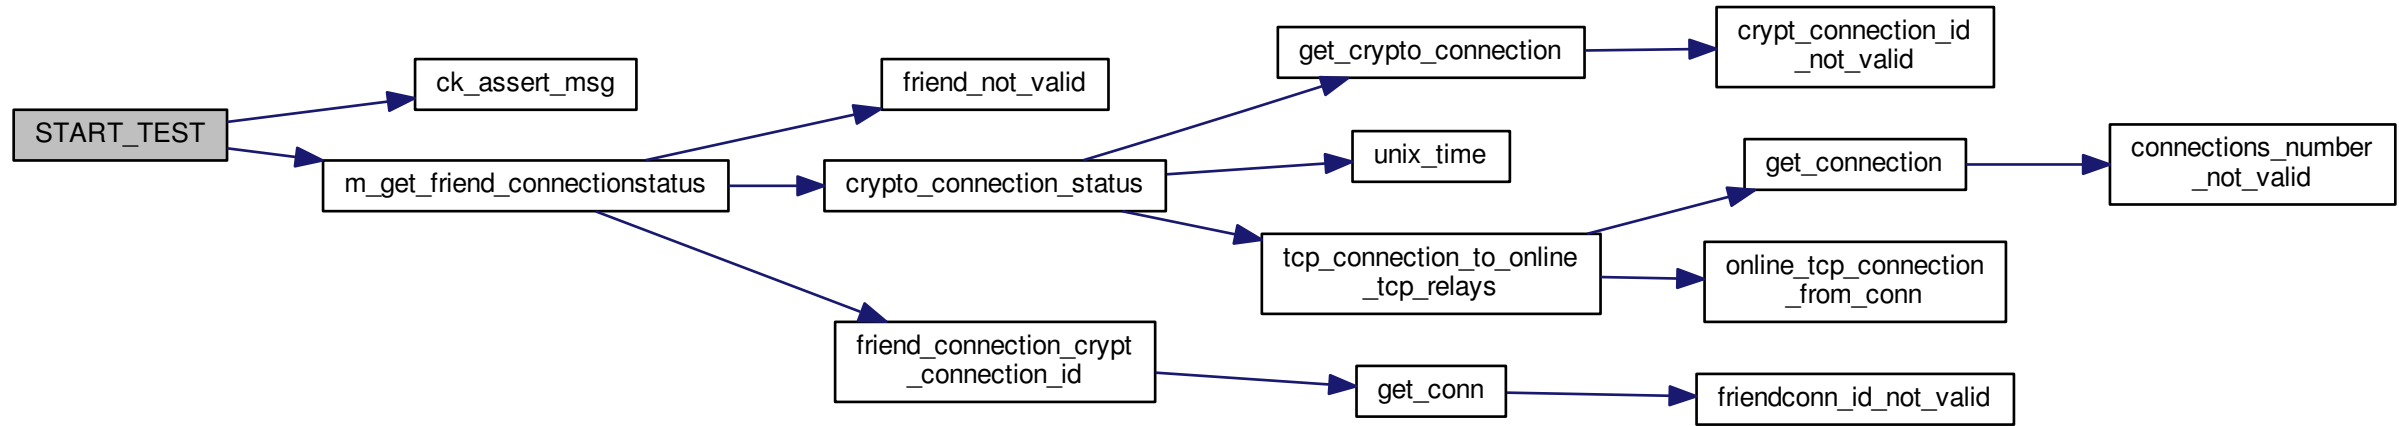 START_TEST
ck_assert_msg
m_get_friend_connectionstatus
friend_not_valid
crypto_connection_status
friend_connection_crypt
_connection_id
get_crypto_connection
unix_time
tcp_connection_to_online
_tcp_relays
get_conn
crypt_connection_id
_not_valid
get_connection
online_tcp_connection
_from_conn
friendconn_id_not_valid
connections_number
_not_valid